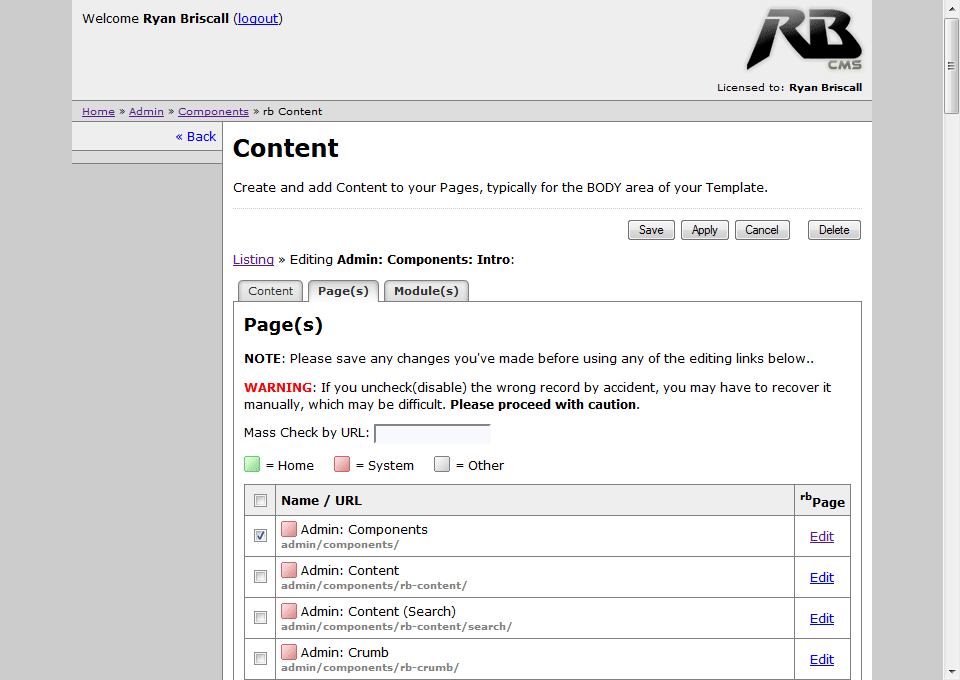 Welcome Ryan Briscall (logout)
RB
CMS
Licensed to: Ryan Briscall
Home » Admin » Components » rb Content
« Back
Content
Create and add Content to your Pages, typically for the BODY area of your Template.
Save Apply Cancel Delete
Listing » Editing Admin: Components: Intro:
Content Page(s) Module(s)
Page(s)
NOTE: Please save any changes you've made before using any of the editing links below..
WARNING: If you uncheck(disable) the wrong record by accident, you may have to recover it
manually, which may be difficult. Please proceed with caution.
Mass Check by URL:
= Home = System = Other
Name / URL rbPage
Admin: Components Edit
admin/components/
Admin: Content Edit
admin/components/rb-content/
Admin: Content (Search) Edit
admin/components/rb-content/search/
Admin: Crumb Edit
admin/components/rb-crumb/